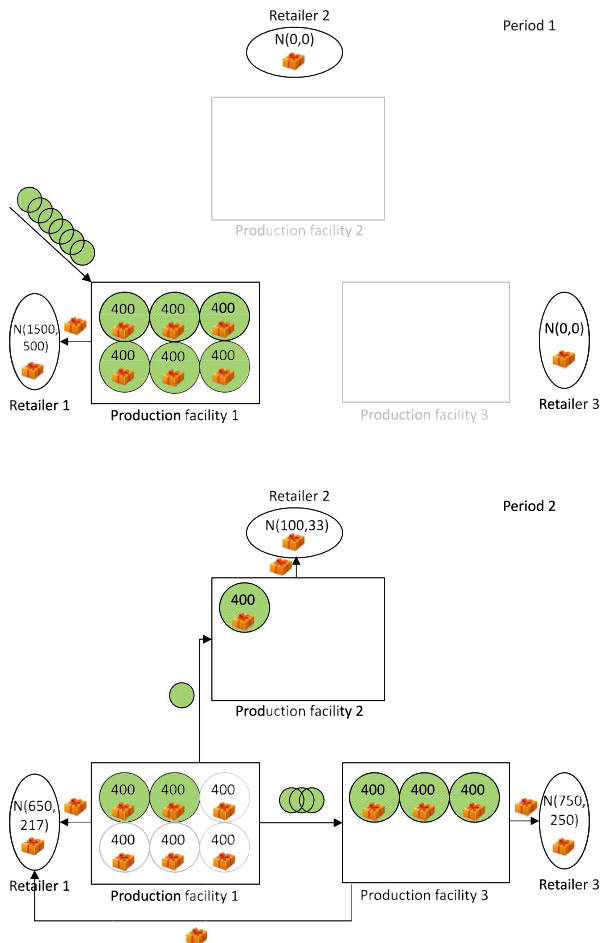 Retailer 2
Period 1
N(0,0)
Production facility 2
400 400 400
N(1500,
500)
N(0,0)
400 400 400
Retailer 1
Production facility 1
Production facility 3
Retailer 3
Retailer 2
Period 2
N(100,33)
400
Production facility 2
400 400 400
400 400 400
N(650,
217)
N(750,
250)
400 400 400
Retailer 1
Production facility 1
Production facility 3
Retailer 3